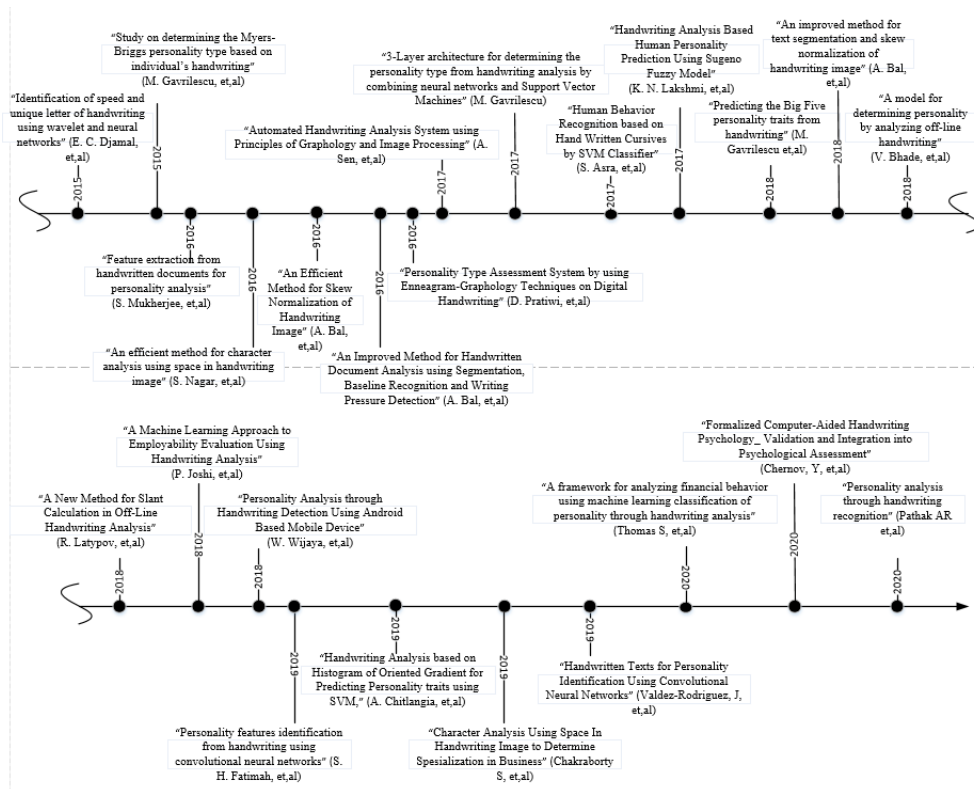 “Study on determining the Myers-
Briggs personality type based on
individual’s handwriting”
(M. Gavrilescu, et,al)
“3-Layer architecture for determining the
personality type from handwriting analysis by
combining neural networks and Support Vector
Machines” (M. Gavrilescu)
“Handwriting Analysis Based
Human Personality
Prediction Using Sugeno
Fuzzy Model”
(K. N. Lakshmi, et,al)
“An improved method for
text segmentation and skew
normalization of
handwriting image” (A. Bal,
et,al)
“Identification of speed and
unique letter of handwriting
using wavelet and neural
networks” (E. C. Djamal,
et,al)
“Automated Handwriting Analysis System using
Principles of Graphology and Image Processing” (A.
Sen, et,al)
“Human Behavior
Recognition based on
Hand Written Cursives
by SVM Classifier”
(S. Asra, et,al)
“Predicting the Big Five
personality traits from
handwriting” (M.
Gavrilescu et,al)
“A model for
determining personality
by analyzing off-line
handwriting”
(V. Bhade, et,al)
2015
2015
2017
2017
2017
2017
2018
2018
2018
2016
2016
2016
2016
2016
“Feature extraction from
handwritten documents for
personality analysis”
(S. Mukherjee, et,al)
“An Efficient
Method for Skew
Normalization of
Handwriting
Image” (A. Bal,
et,al)
“Personality Type Assessment System by using
Enneagram-Graphology Techniques on Digital
Handwriting” (D. Pratiwi, et,al)
“An efficient method for character
analysis using space in handwriting
image” (S. Nagar, et,al)
“An Improved Method for Handwritten
Document Analysis using Segmentation,
Baseline Recognition and Writing
Pressure Detection” (A. Bal, et,al)
“A Machine Learning Approach to
Employability Evaluation Using
Handwriting Analysis”
(P. Joshi, et,al)
“Formalized Computer-Aided Handwriting
Psychology_ Validation and Integration into
Psychological Assessment”
(Chernov, Y, et,al)
“A New Method for Slant
Calculation in Off-Line
Handwriting Analysis”
(R. Latypov, et,al)
“Personality Analysis through
Handwriting Detection Using Android
Based Mobile Device”
(W. Wijaya, et,al)
“A framework for analyzing financial behavior
using machine learning classification of
personality through handwriting analysis”
(Thomas S, et,al)
“Personality analysis
through handwriting
recognition” (Pathak AR
et,al)
2018
2018
2018
2020
2020
2020
2019
2019
2019
2019
“Handwriting Analysis based on
Histogram of Oriented Gradient for
Predicting Personality traits using
SVM,” (A. Chitlangia, et,al)
“Handwritten Texts for Personality
Identification Using Convolutional
Neural Networks” (Valdez-Rodriguez, J,
et,al)
“Personality features identification
from handwriting using
convolutional neural networks” (S.
H. Fatimah, et,al)
“Character Analysis Using Space In
Handwriting Image to Determine
Spesialization in Business” (Chakraborty
S, et,al)